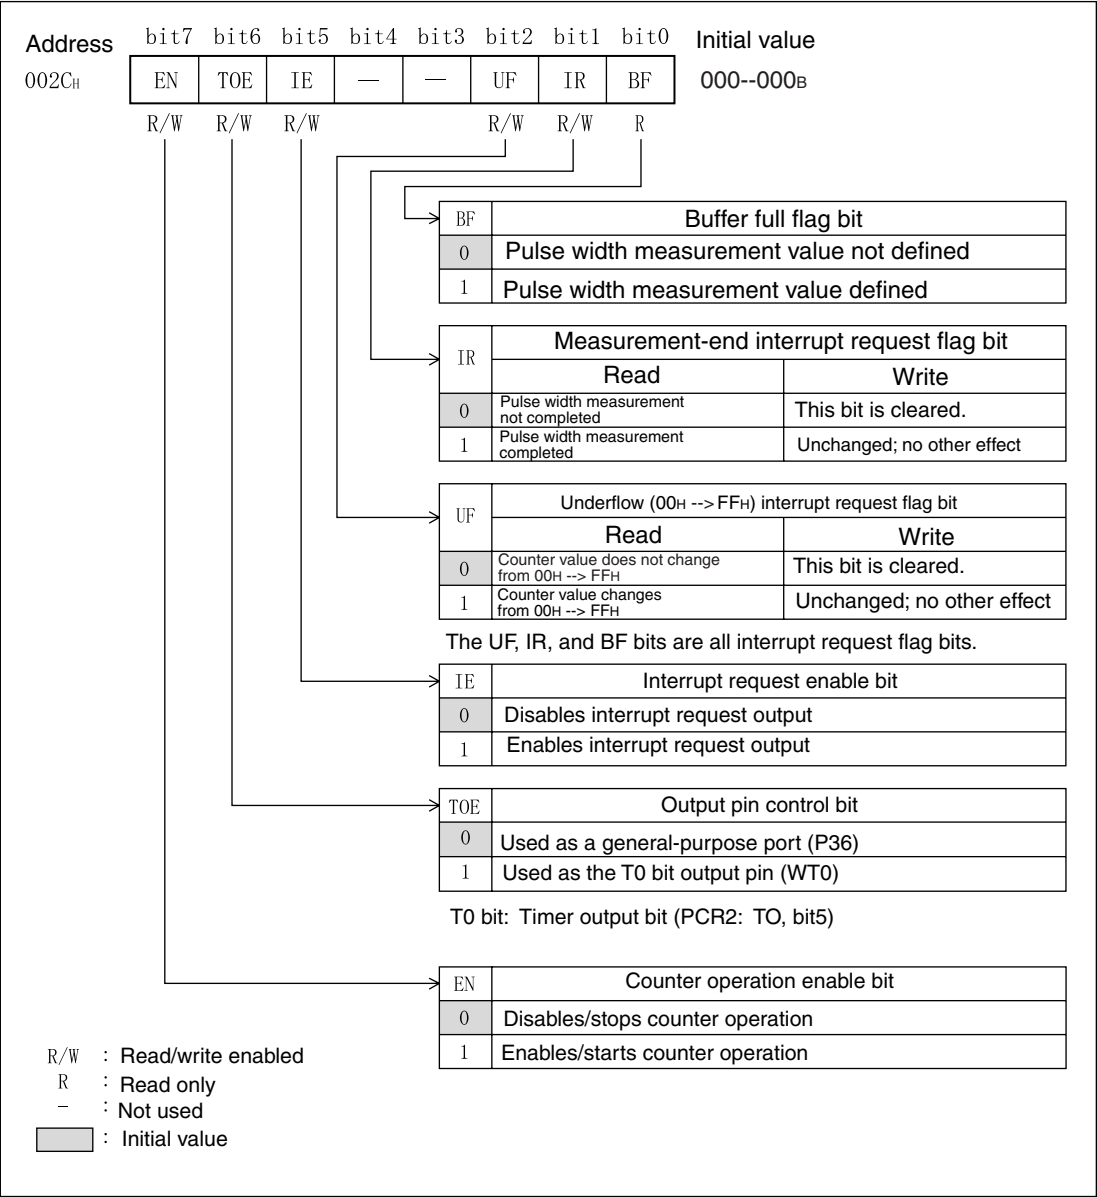 Address bit7 bit6 bit5 bit4 bit3 bit2 bit1 bit0 Initial value
002CH EN TOE IE — — UF IR BF 000--000B
R/W R/W R/W R/W R/W R
BF Buffer full flag bit
0 Pulse width measurement value not defined
1 Pulse width measurement value defined
IR Measurement-end interrupt request flag bit
Read Write
0 Pulse width measurement not completed This bit is cleared.
1 Pulse width measurement completed Unchanged; no other effect
UF Underflow (00H --> FFH) interrupt request flag bit
Read Write
0 Counter value does not change from 00H --> FFH This bit is cleared.
1 Counter value changes from 00H --> FFH Unchanged; no other effect
The UF, IR, and BF bits are all interrupt request flag bits.
IE Interrupt request enable bit
0 Disables interrupt request output
1 Enables interrupt request output
TOE Output pin control bit
0 Used as a general-purpose port (P36)
1 Used as the T0 bit output pin (WT0)
T0 bit: Timer output bit (PCR2: TO, bit5)
EN Counter operation enable bit
0 Disables/stops counter operation
1 Enables/starts counter operation
R/W : Read/write enabled
R : Read only
— : Not used
: Initial value